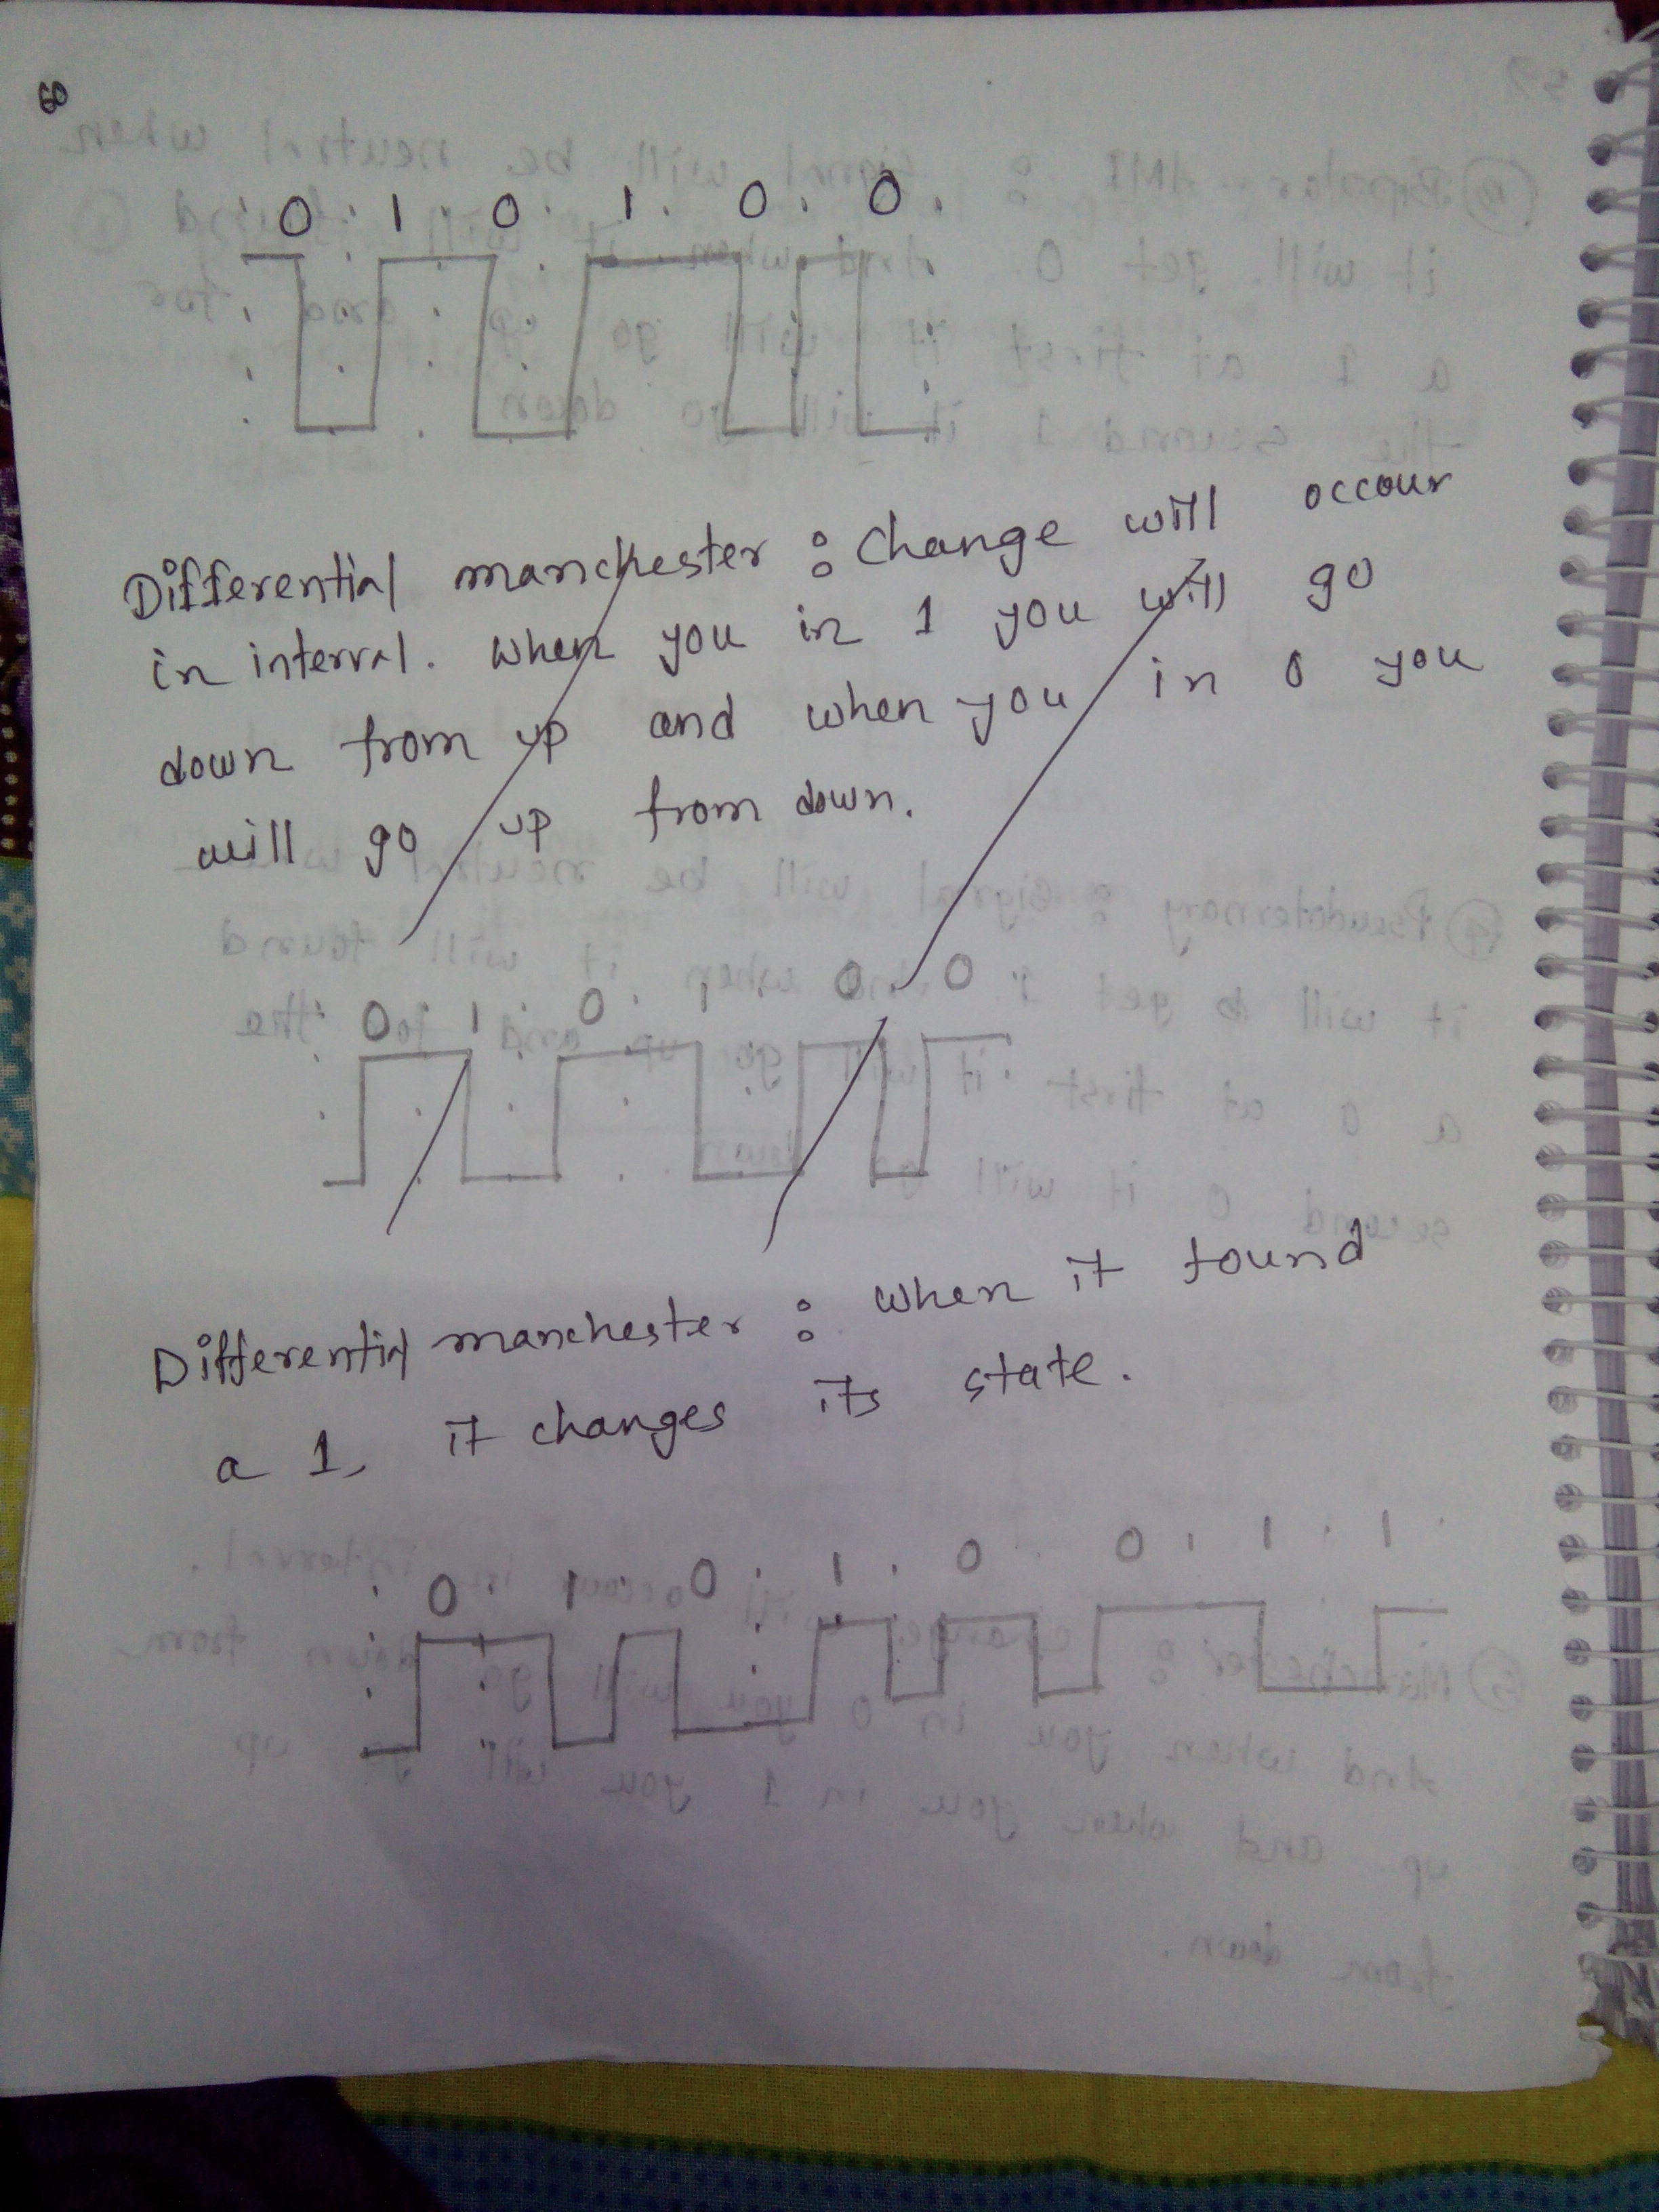 0 1 0 1 0 0
Differential manchester : change will occour
in interval. When you in 1 you will go
down from up and when you in 0 you
will go up from down.
0 1 0 1 0 0
Differential manchester : when it found
a 1, it changes its state.
0 1 0 1 0 0 1 1